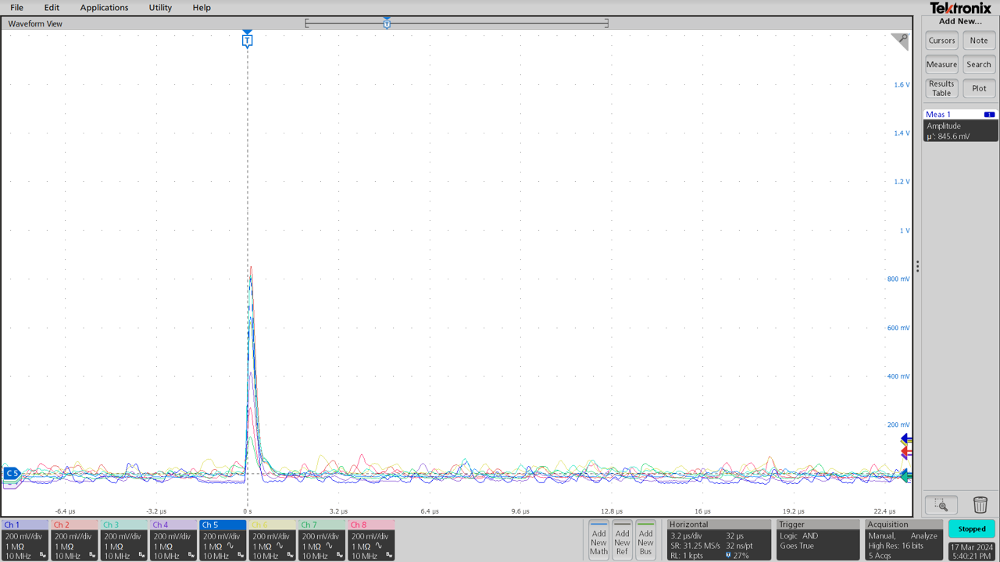 File Edit Applications Utility Help
Tektronix
Waveform View
Add New...
T
T
Cursors Note
Measure Search
Results Table Plot
Meas 1 1
Amplitude
µ': 845.6 mV
1.6 V
1.4 V
1.2 V
1 V
800 mV
600 mV
400 mV
200 mV
C 5
-6.4 µs -3.2 µs 0 s 3.2 µs 6.4 µs 9.6 µs 12.8 µs 16 µs 19.2 µs 22.4 µs
Ch 1
200 mV/div
1 MΩ
10 MHz BW
Ch 2
200 mV/div
1 MΩ
10 MHz BW
Ch 3
200 mV/div
1 MΩ
10 MHz BW
Ch 4
200 mV/div
1 MΩ
10 MHz BW
Ch 5
200 mV/div
1 MΩ
10 MHz BW
Ch 6
200 mV/div
1 MΩ
10 MHz BW
Ch 7
200 mV/div
1 MΩ
10 MHz BW
Ch 8
200 mV/div
1 MΩ
10 MHz BW
Add New Math
Add New Ref
Add New Bus
Horizontal
3.2 µs/div 32 µs
SR: 31.25 MS/s 32 ns/pt
RL: 1 kpts 27%
Trigger
Logic AND
Goes True
Acquisition
Manual, Analyze
High Res: 16 bits
5 Acqs
Stopped
17 Mar 2024
5:40:21 PM